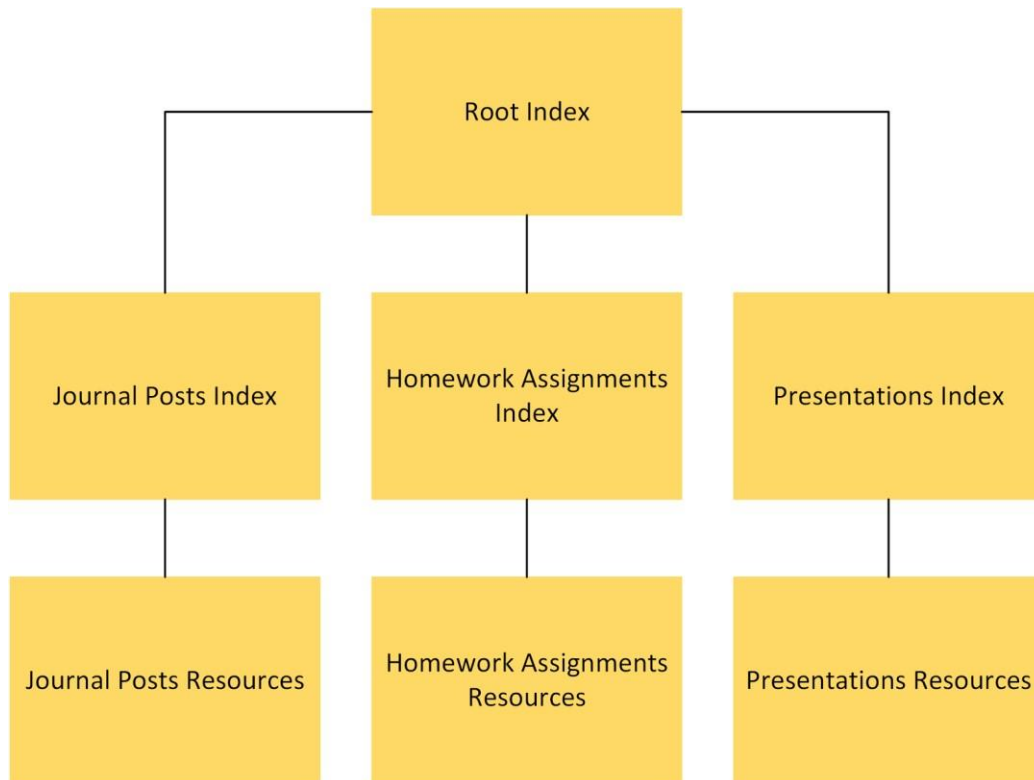 Root Index
Journal Posts Index
Homework Assignments
Index
Presentations Index
Journal Posts Resources
Homework Assignments
Resources
Presentations Resources